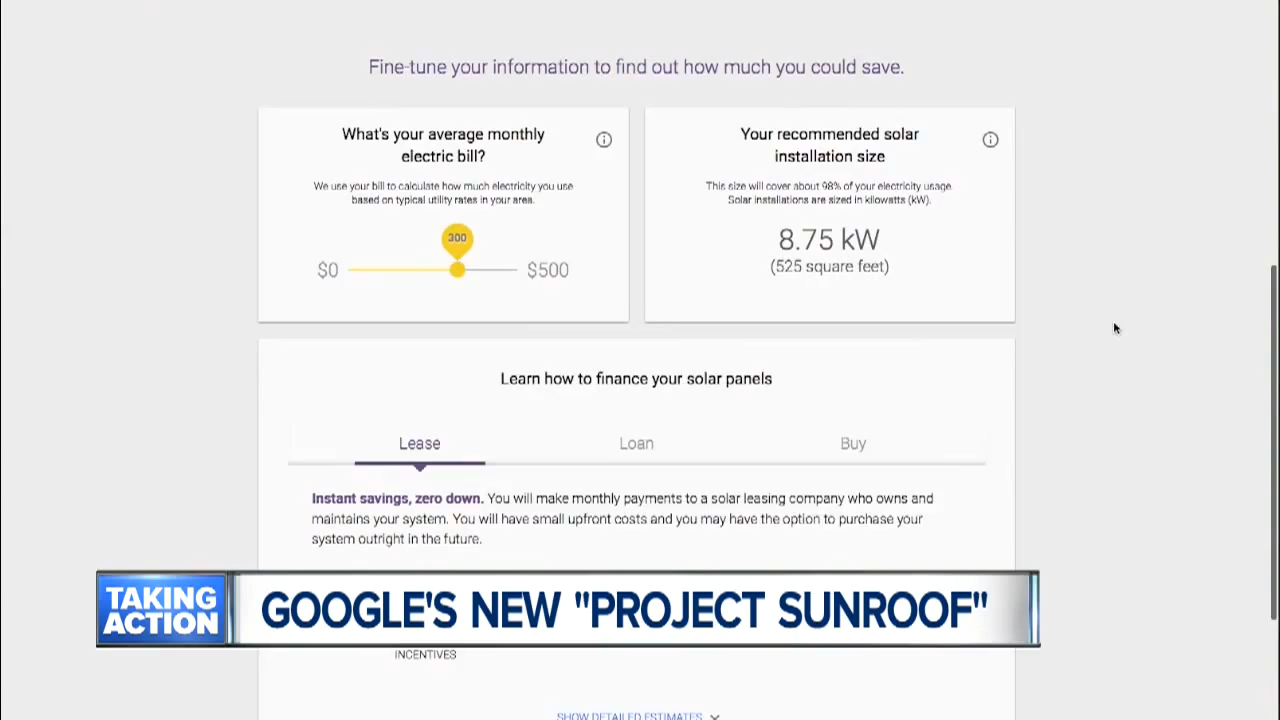 Fine-tune your information to find out how much you could save.
What's your average monthly
electric bill?
We use your bill to calculate how much electricity you use
based on typical utility rates in your area.
300
$0
$500
Your recommended solar
installation size
This size will cover about 98% of your electricity usage.
Solar installations are sized in kilowatts (kW).
8.75 kW
(525 square feet)
Learn how to finance your solar panels
Lease
Loan
Buy
Instant savings, zero down. You will make monthly payments to a solar leasing company who owns and
maintains your system. You will have small upfront costs and you may have the option to purchase your
system outright in the future.
TAKING
ACTION
GOOGLE'S NEW "PROJECT SUNROOF"
INCENTIVES
SHOW DETAILED ESTIMATES